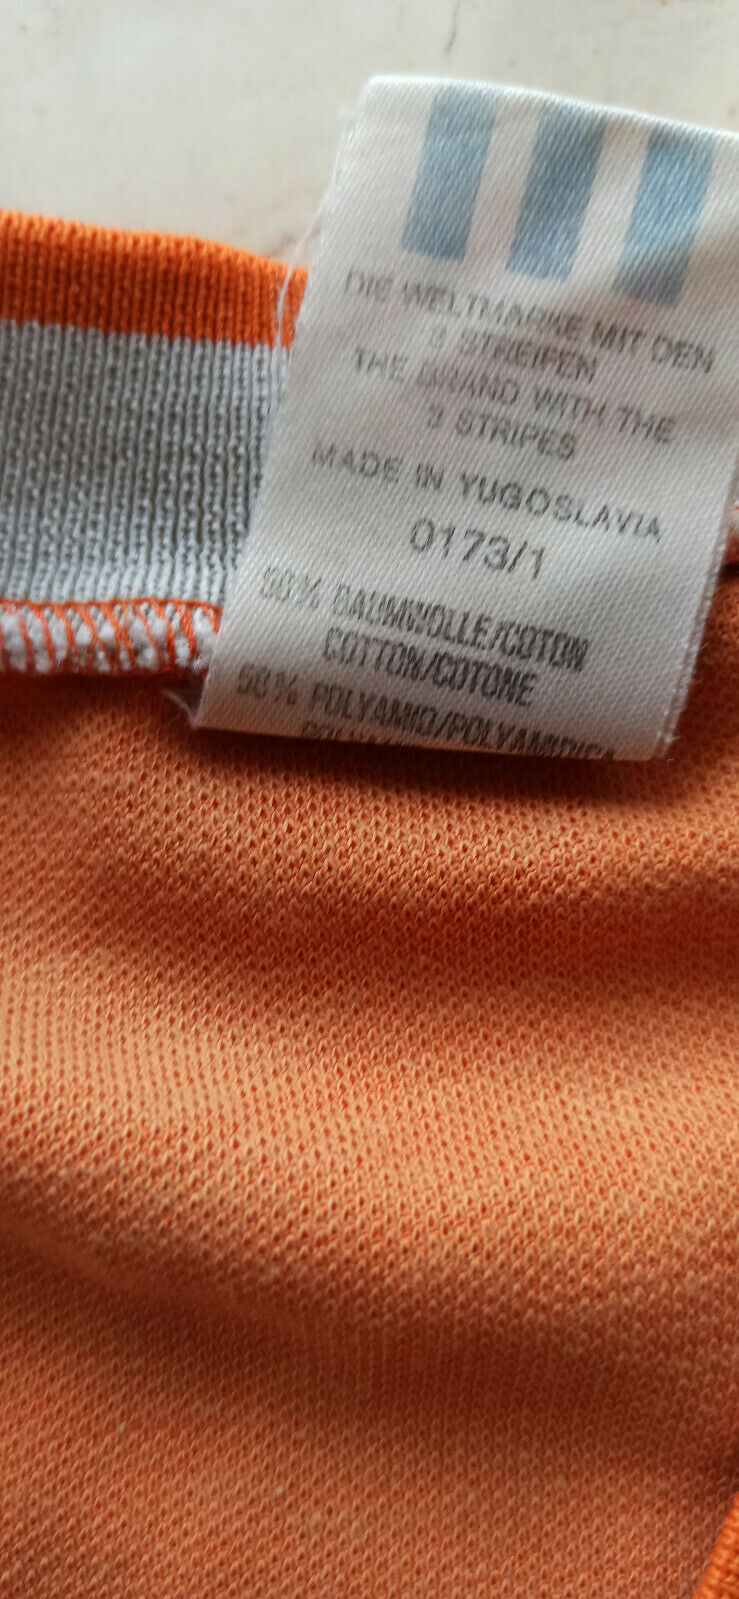 DIE WELTMARKE MIT DEN
3 STREIFEN
THE BRAND WITH THE
3 STRIPES
MADE IN YUGOSLAVIA
0173/1
BAUMWOLLE/COTON
COTTON/COTONE
50% POLYAMID/POLYAMIDICA